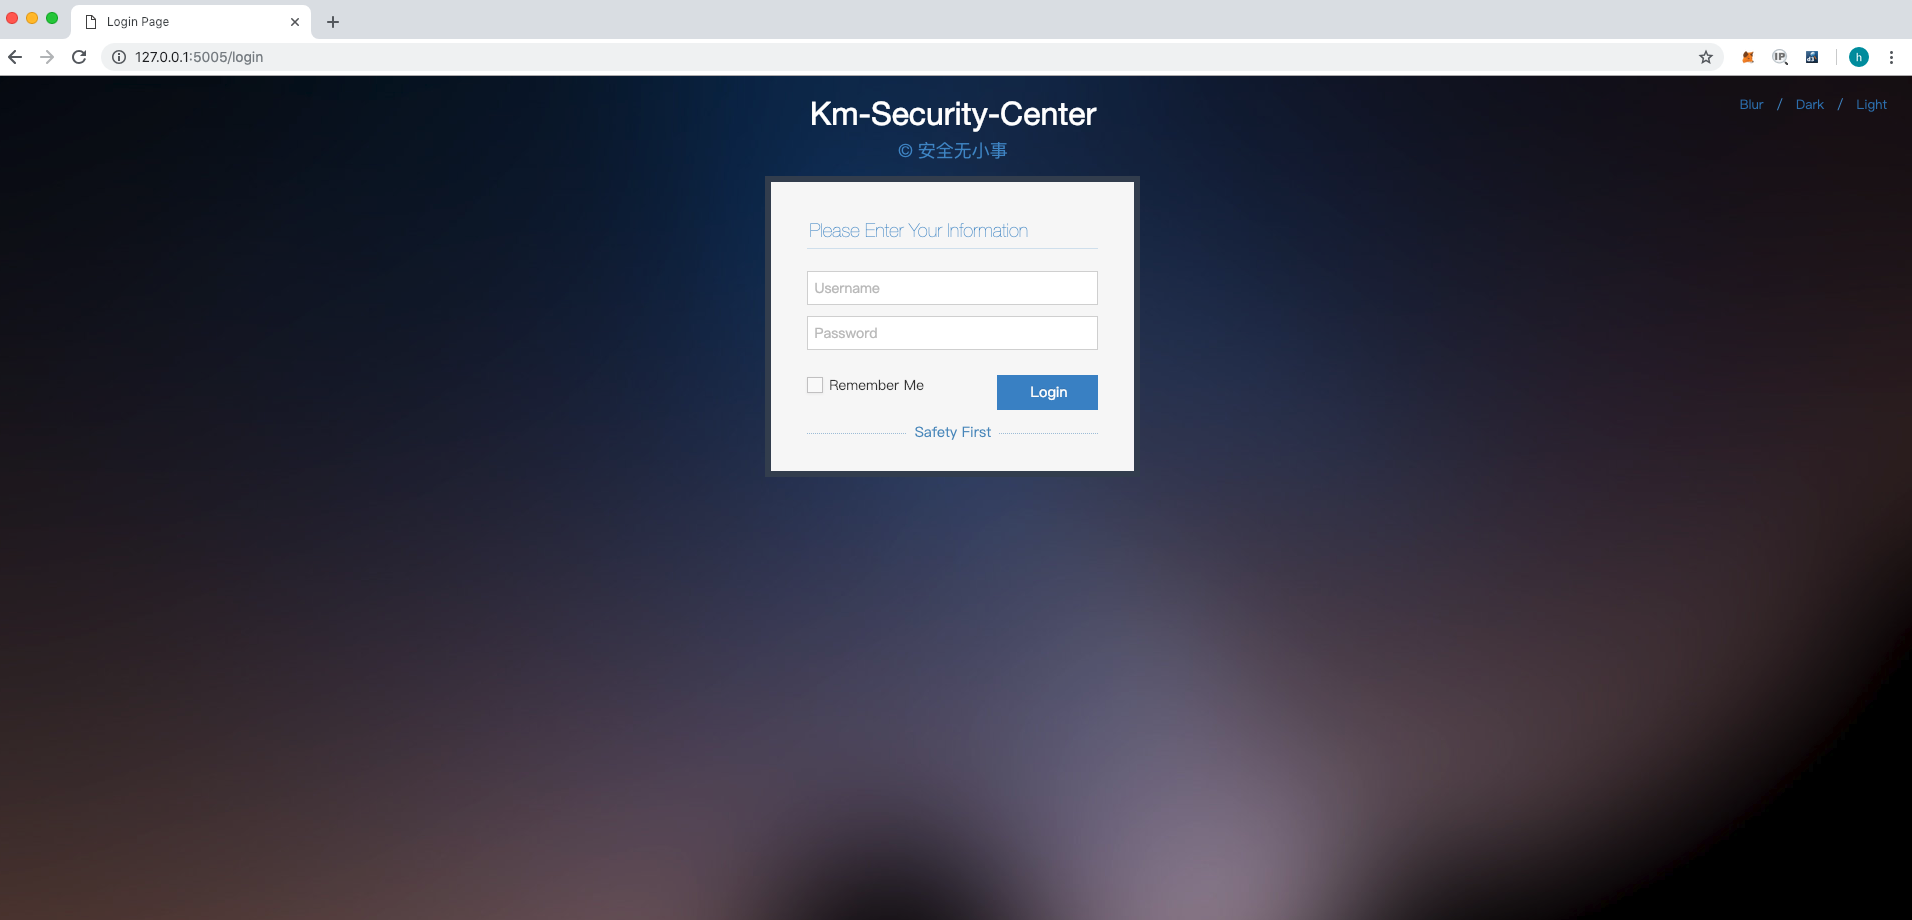 Login Page
127.0.0.1:5005/login
h
Km-Security-Center
Blur / Dark / Light
© 安全无小事
Please Enter Your Information
Username
Password
Remember Me
Login
Safety First